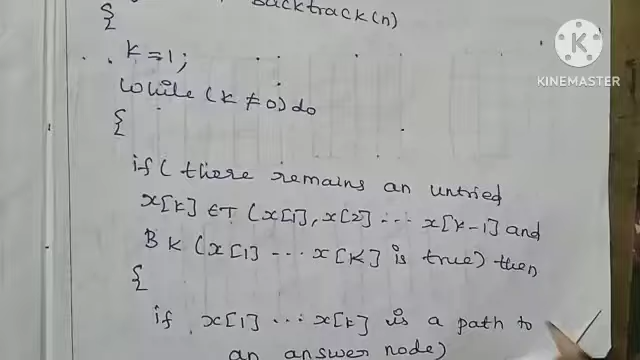 Backtrack(n)
{
k=1;
while (k ≠ 0) do
{
if ( there remains an untried
x[k] ∈ T (x[1], x[2] ... x[k-1] and
BK (x[1] ... x[k] is true) then
{
if x[1] ... x[k] is a path to
an answer node)
KINEMASTER